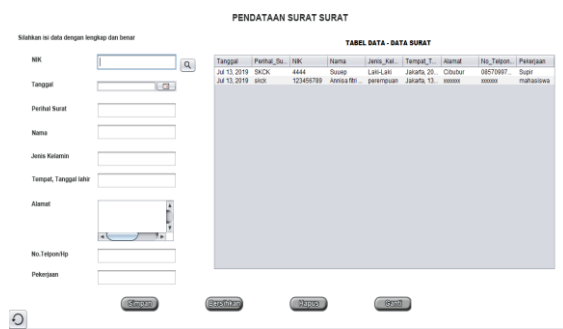 PENDATAAN SURAT SURAT
Silahkan isi data dengan lengkap dan benar
TABEL DATA - DATA SURAT
NIK
Tanggal
Perihal Surat
Nama
Jenis Kelamin
Tempat, Tanggal lahir
Alamat
No.Telpon/Hp
Pekerjaan
Tanggal Perihal_Su... NIK Nama Jenis_Kel... Tempat_T... Alamat No_Telpon... Pekerjaan
Jul 13, 2019 SKCK 4444 Suuep Laki-Laki Jakarta, 20... Cibubur 08570997... Supir
Jul 13, 2019 skck 123456789 Annisa fitri ... perempuan Jakarta, 13... xxxxxx xxxxxx mahasiswa
Simpan Bersihkan Hapus Ganti